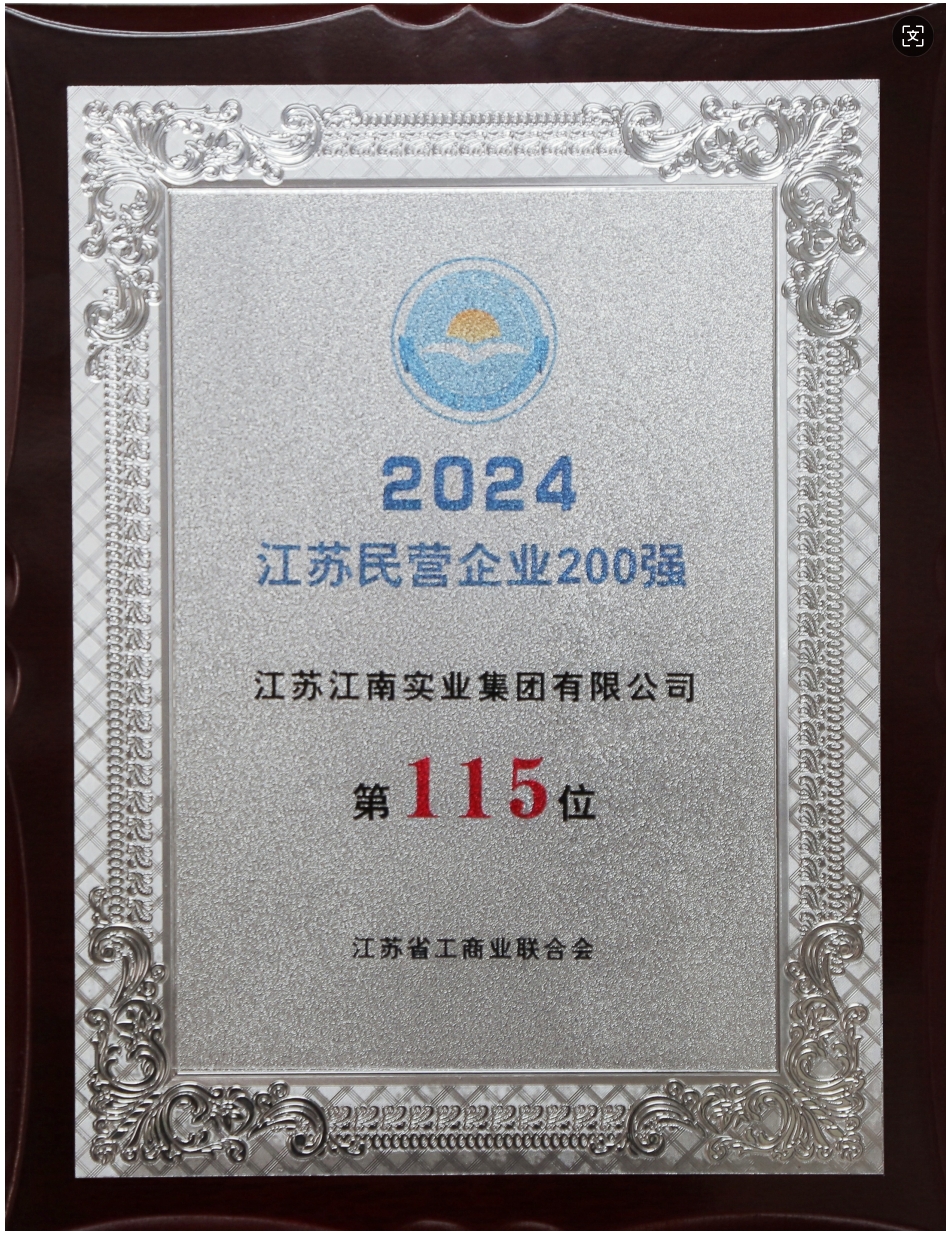 2024
江苏民营企业200强
江苏江南实业集团有限公司
第115位
江苏省工商业联合会